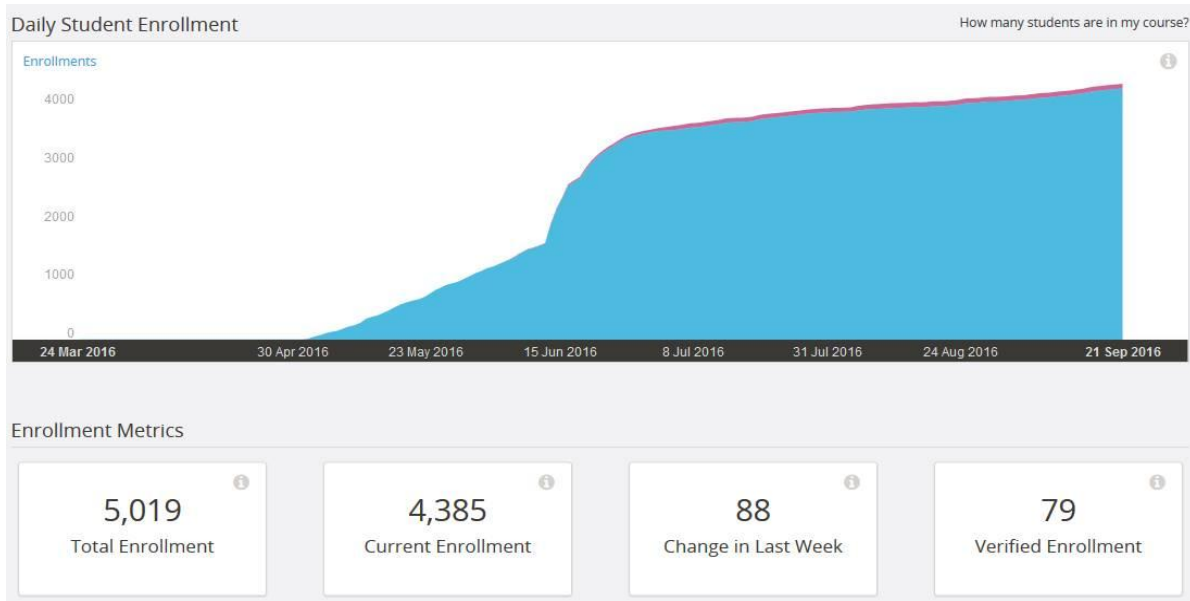 Daily Student Enrollment
How many students are in my course?
Enrollments
4000
3000
2000
1000
0
24 Mar 2016 30 Apr 2016 23 May 2016 15 Jun 2016 8 Jul 2016 31 Jul 2016 24 Aug 2016 21 Sep 2016
Enrollment Metrics
5,019 4,385 88 79
Total Enrollment Current Enrollment Change in Last Week Verified Enrollment